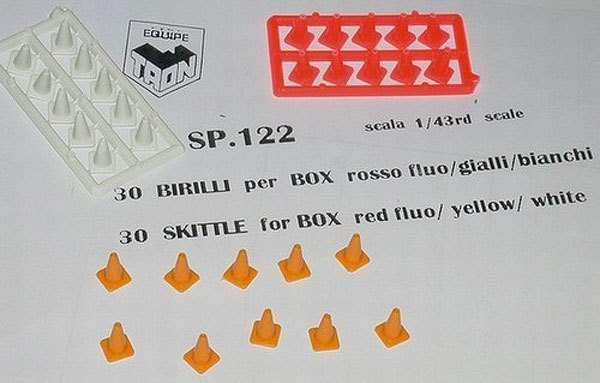 EQUIPE
TRON
SP.122
scala 1/43rd scale
30 BIRILLI per BOX rosso fluo/gialli/bianchi
30 SKITTLE for BOX red fluo/ yellow/ white